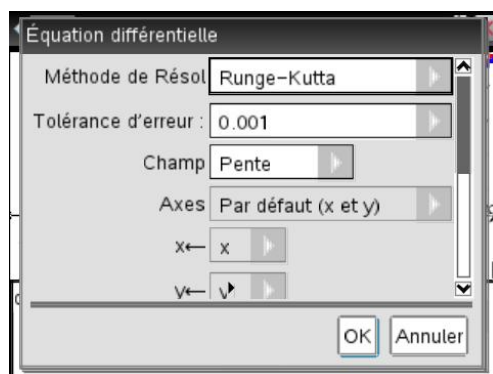 Équation différentielle
Méthode de Résol Runge-Kutta
Tolérance d'erreur : 0.001
Champ Pente
Axes Par défaut (x et y)
x← x
y←
OK Annuler